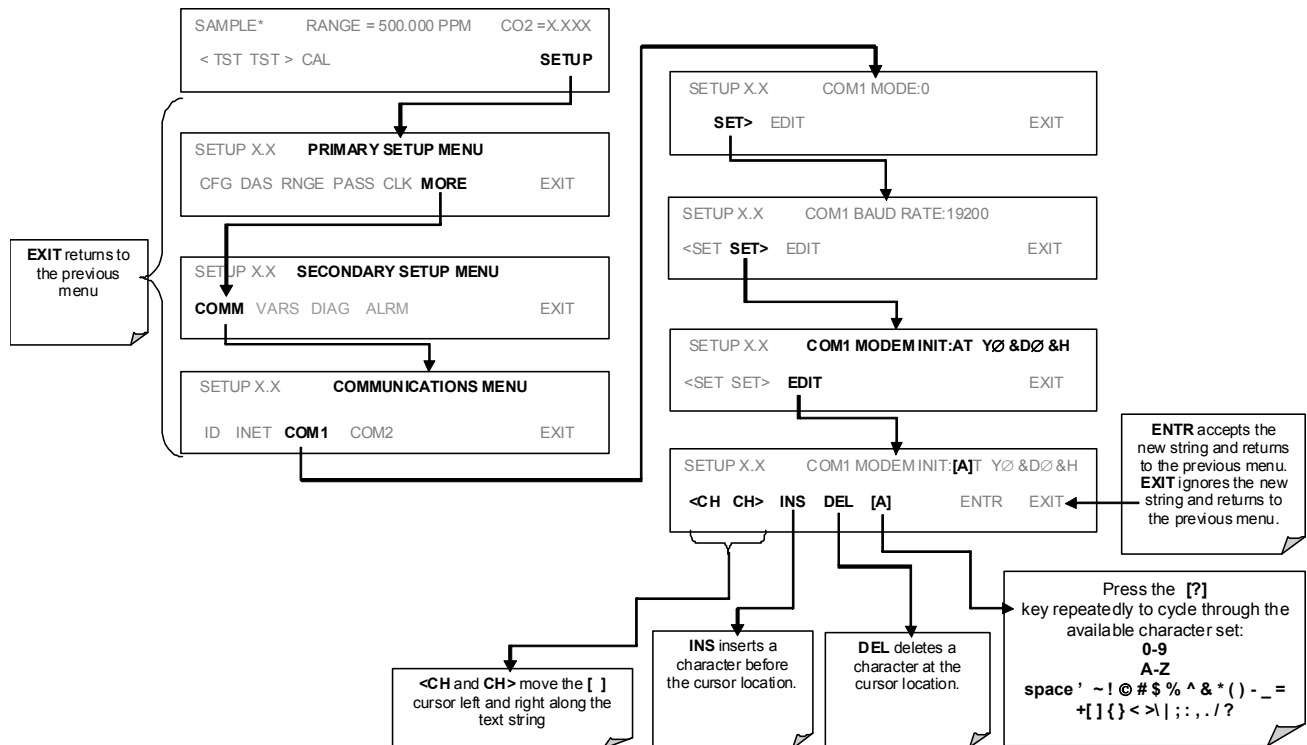 SAMPLE* RANGE = 500.000 PPM CO2 =X.XXX
< TST TST > CAL SETUP
SETUP X.X PRIMARY SETUP MENU
CFG DAS RNGE PASS CLK MORE EXIT
EXIT returns to
the previous
menu
SETUP X.X SECONDARY SETUP MENU
COMM VARS DIAG ALRM EXIT
SETUP X.X COMMUNICATIONS MENU
ID INET COM1 COM2 EXIT
SETUP X.X COM1 MODE:0
SET> EDIT EXIT
SETUP X.X COM1 BAUD RATE:19200
<SET SET> EDIT EXIT
SETUP X.X COM1 MODEM INIT:AT YØ &DØ &H
<SET SET> EDIT EXIT
SETUP X.X COM1 MODEM INIT:[A]T YØ &DØ &H
<CH CH> INS DEL [A] ENTR EXIT
ENTR accepts the
new string and returns
to the previous menu.
EXIT ignores the new
string and returns to
the previous menu.
<CH and CH> move the [ ]
cursor left and right along the
text string
INS inserts a
character before
the cursor location.
DEL deletes a
character at the
cursor location.
Press the [?]
key repeatedly to cycle through the
available character set:
0-9
A-Z
space ’ ~ ! © # $ % ^ & * ( ) - _ =
+[ ] { } < >\ | ; : , . / ?